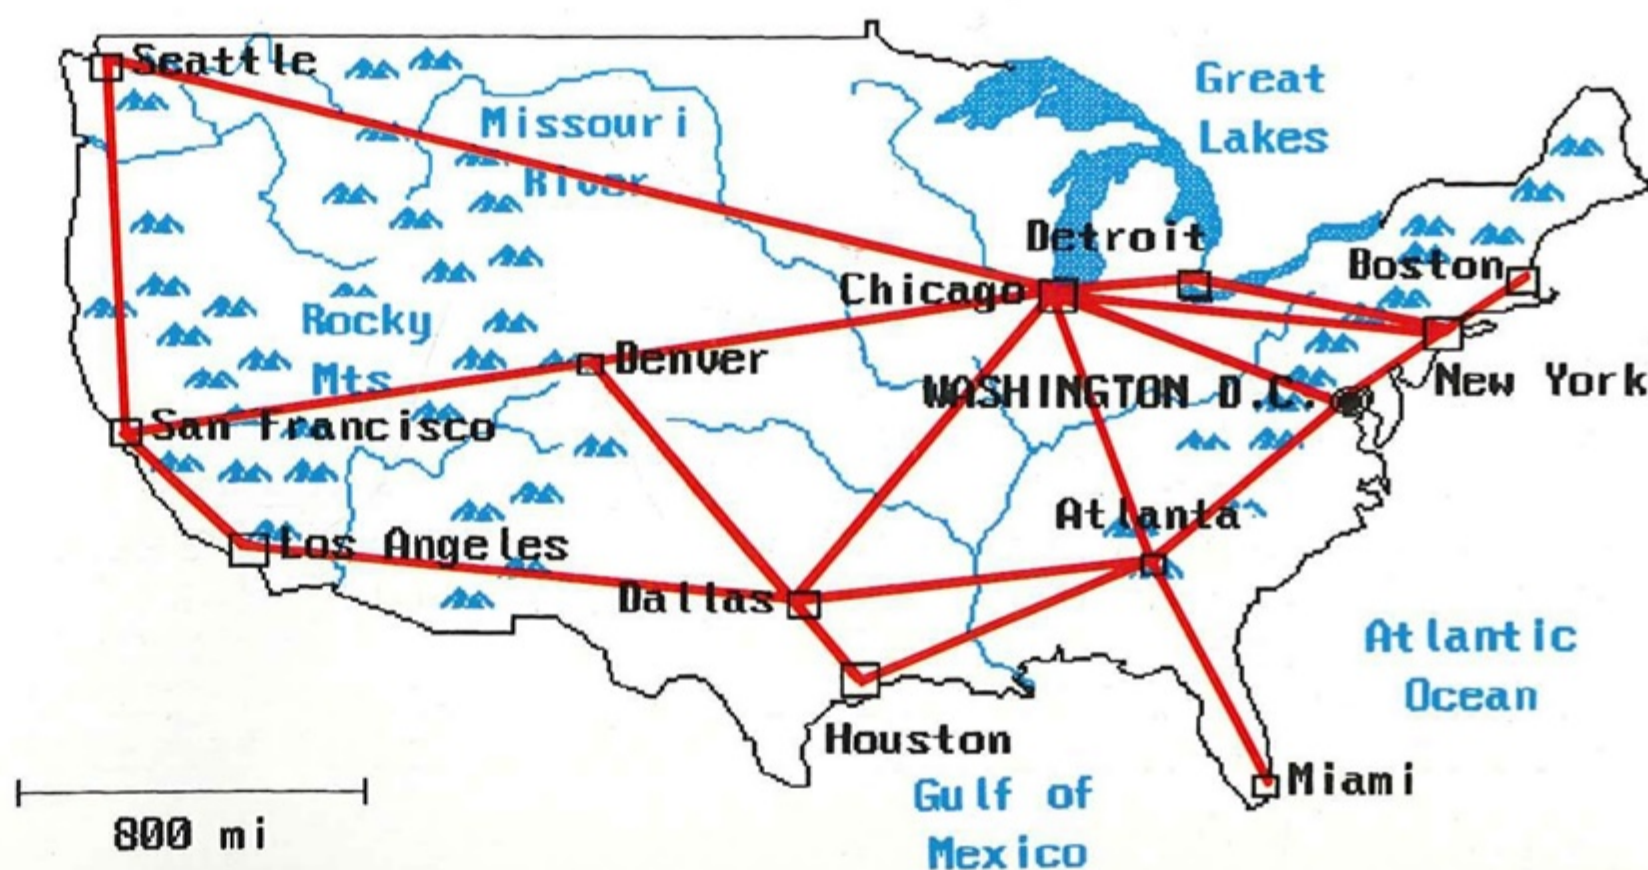 Seattle
Great
Lakes
Missouri
River
Detroit
Boston
Chicago
Rocky
Mts
Denver
WASHINGTON D.C.
New York
San Francisco
Atlanta
Los Angeles
Dallas
Atlantic
Ocean
Houston
Miami
Gulf of
Mexico
800 mi